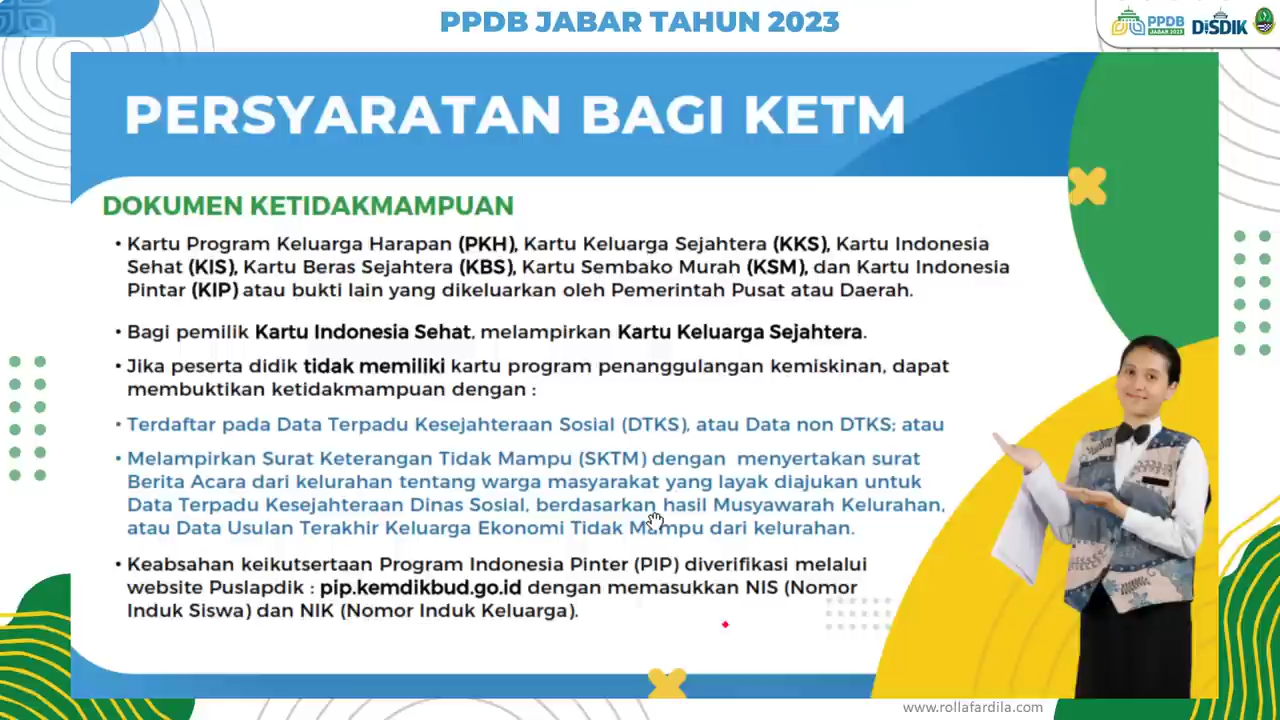 PPDB JABAR TAHUN 2023
PPDB
JABAR 2023
DISDIK
PERSYARATAN BAGI KETM
DOKUMEN KETIDAKMAMPUAN
• Kartu Program Keluarga Harapan (PKH), Kartu Keluarga Sejahtera (KKS), Kartu Indonesia
Sehat (KIS), Kartu Beras Sejahtera (KBS), Kartu Sembako Murah (KSM), dan Kartu Indonesia
Pintar (KIP) atau bukti lain yang dikeluarkan oleh Pemerintah Pusat atau Daerah.
• Bagi pemilik Kartu Indonesia Sehat, melampirkan Kartu Keluarga Sejahtera.
• Jika peserta didik tidak memiliki kartu program penanggulangan kemiskinan, dapat
membuktikan ketidakmampuan dengan :
• Terdaftar pada Data Terpadu Kesejahteraan Sosial (DTKS), atau Data non DTKS; atau
• Melampirkan Surat Keterangan Tidak Mampu (SKTM) dengan menyertakan surat
Berita Acara dari kelurahan tentang warga masyarakat yang layak diajukan untuk
Data Terpadu Kesejahteraan Dinas Sosial, berdasarkan hasil Musyawarah Kelurahan,
atau Data Usulan Terakhir Keluarga Ekonomi Tidak Mampu dari kelurahan.
• Keabsahan keikutsertaan Program Indonesia Pinter (PIP) diverifikasi melalui
website Puslapdik : pip.kemdikbud.go.id dengan memasukkan NIS (Nomor
Induk Siswa) dan NIK (Nomor Induk Keluarga).
www.rollafardila.com